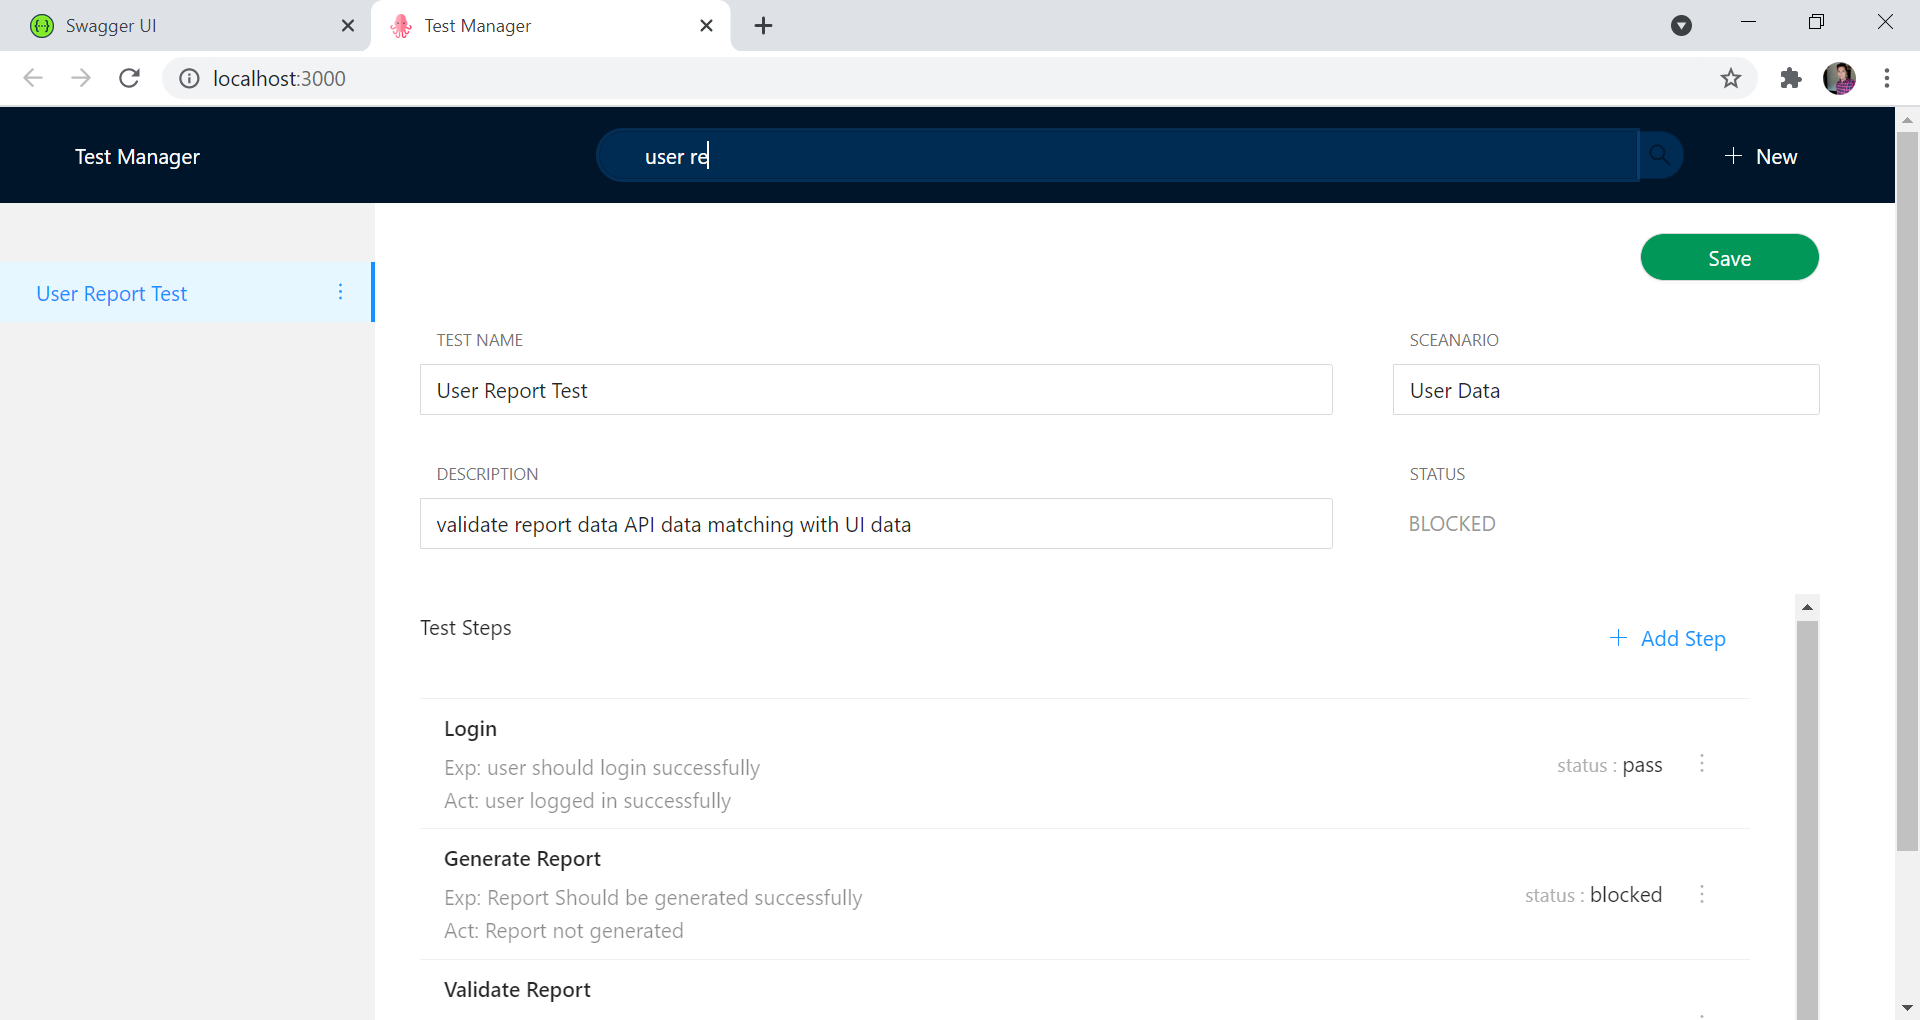 Swagger UI
Test Manager
localhost:3000
Test Manager
user re
New
User Report Test
Save
TEST NAME
SCEANARIO
User Report Test
User Data
DESCRIPTION
STATUS
validate report data API data matching with UI data
BLOCKED
Test Steps
Add Step
Login
Exp: user should login successfully
status : pass
Act: user logged in successfully
Generate Report
Exp: Report Should be generated successfully
status : blocked
Act: Report not generated
Validate Report